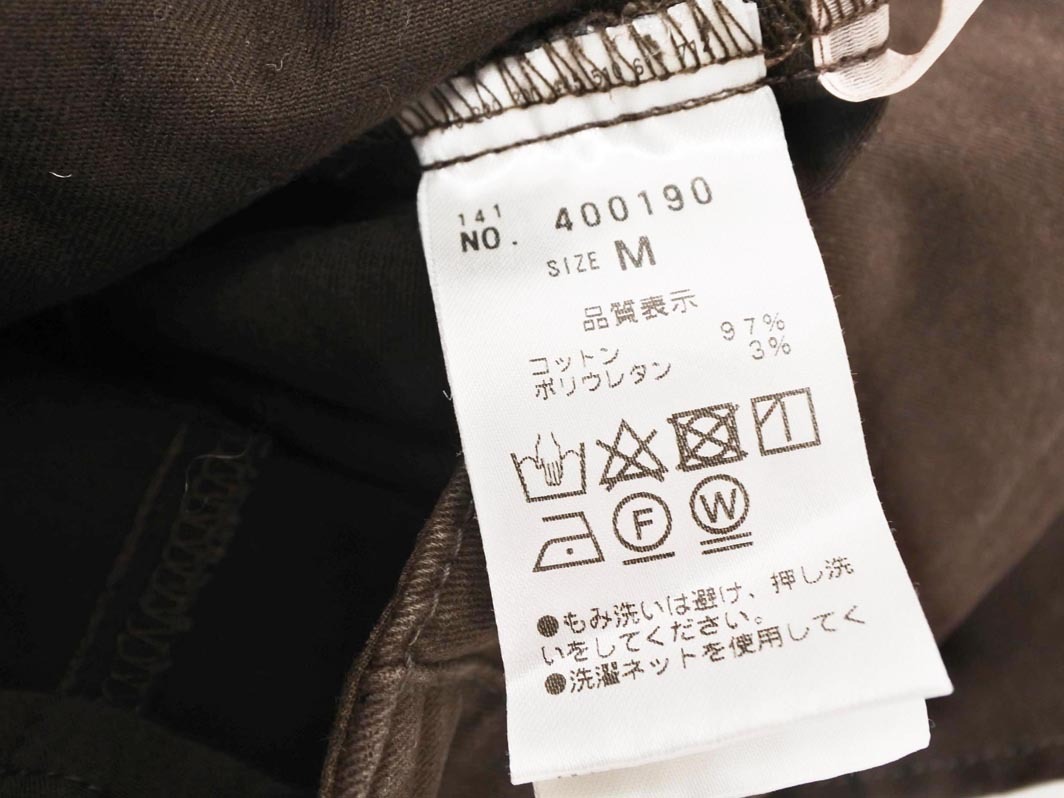 141
NO. 400190
SIZE M
品質表示
コットン 97%
ポリウレタン 3%
F W
●もみ洗いは避け、押し洗
いをしてください。
●洗濯ネットを使用してく